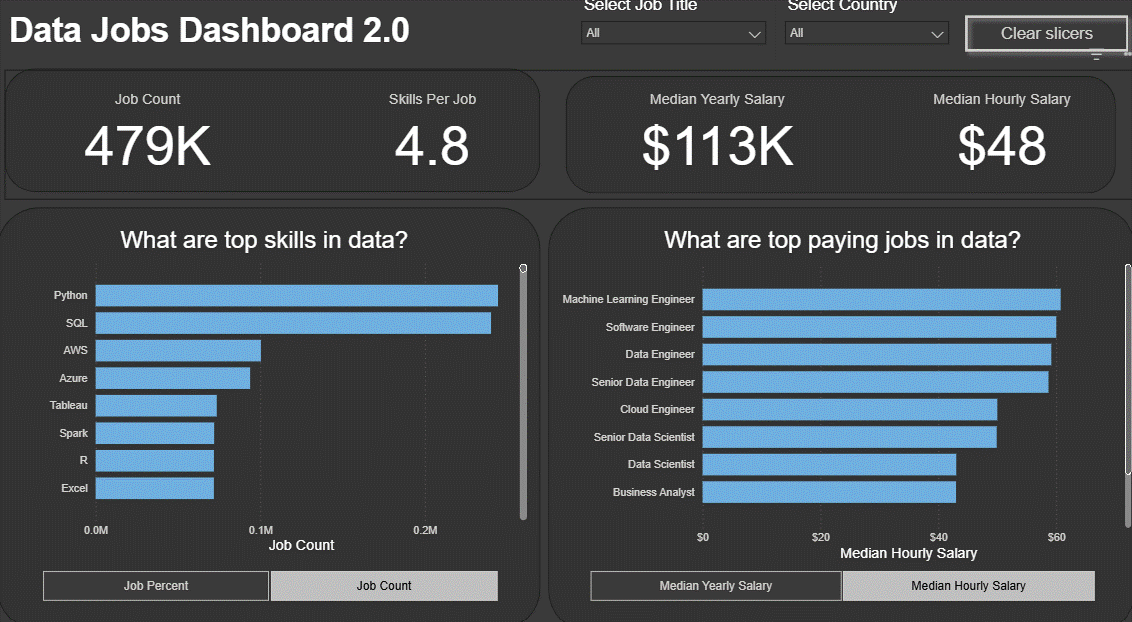 Select Job Title
Select Country
Data Jobs Dashboard 2.0
All
All
Clear slicers
Job Count
Skills Per Job
Median Yearly Salary
Median Hourly Salary
479K
4.8
$113K
$48
What are top skills in data?
Python
SQL
AWS
Azure
Tableau
Spark
R
Excel
0.0M
0.1M
0.2M
Job Count
Job Percent
Job Count
What are top paying jobs in data?
Machine Learning Engineer
Software Engineer
Data Engineer
Senior Data Engineer
Cloud Engineer
Senior Data Scientist
Data Scientist
Business Analyst
$0
$20
$40
$60
Median Hourly Salary
Median Yearly Salary
Median Hourly Salary